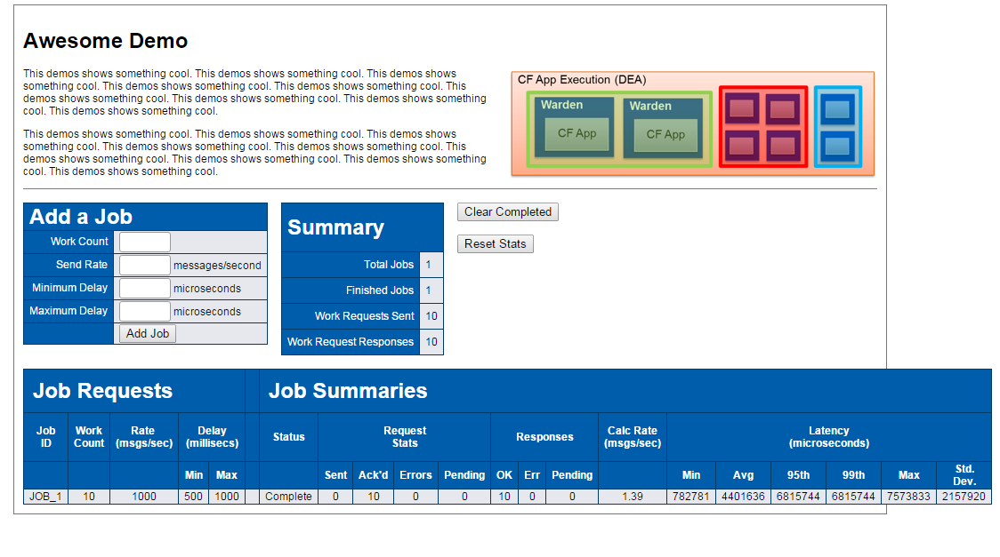 Awesome Demo
This demos shows something cool. This demos shows something cool. This demos shows
something cool. This demos shows something cool. This demos shows something cool. This
demos shows something cool. This demos shows something cool. This demos shows something
cool. This demos shows something cool.
This demos shows something cool. This demos shows something cool. This demos shows
something cool. This demos shows something cool. This demos shows something cool. This
demos shows something cool. This demos shows something cool. This demos shows something
cool. This demos shows something cool.
CF App Execution (DEA)
Warden Warden
CF App CF App
Add a Job
Work Count
Send Rate messages/second
Minimum Delay microseconds
Maximum Delay microseconds
Add Job
Summary
Total Jobs 1
Finished Jobs 1
Work Requests Sent 10
Work Request Responses 10
Clear Completed
Reset Stats
Job Requests Job Summaries
Job Work Rate Delay Status Request Responses Calc Rate Latency
ID Count (msgs/sec) (millisecs) Stats (msgs/sec) (microseconds)
Min Max Sent Ack'd Errors Pending OK Err Pending Min Avg 95th 99th Max Std.
Dev.
JOB_1 10 1000 500 1000 Complete 0 10 0 0 10 0 0 1.39 782781 4401636 6815744 6815744 7573833 2157920